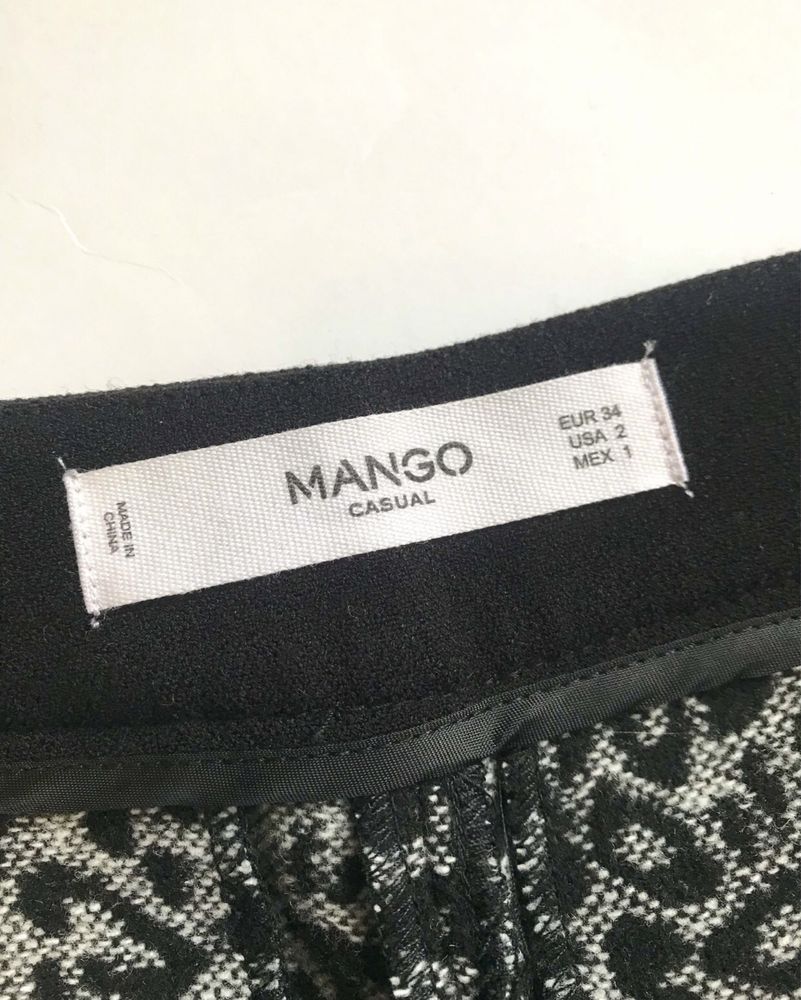 MANGO
CASUAL
EUR 34
USA 2
MEX 1
MADE IN
CHINA